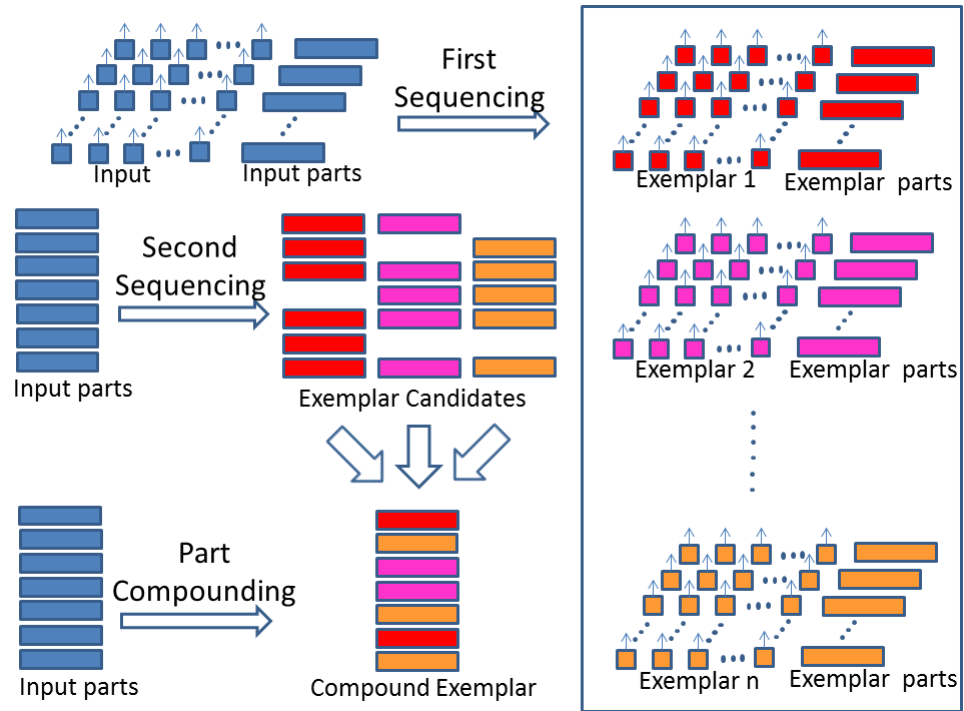 Input
Input parts
First
Sequencing
Exemplar 1
Exemplar parts
Input parts
Second
Sequencing
Exemplar Candidates
Exemplar 2
Exemplar parts
Input parts
Part
Compounding
Compound Exemplar
Exemplar n
Exemplar parts